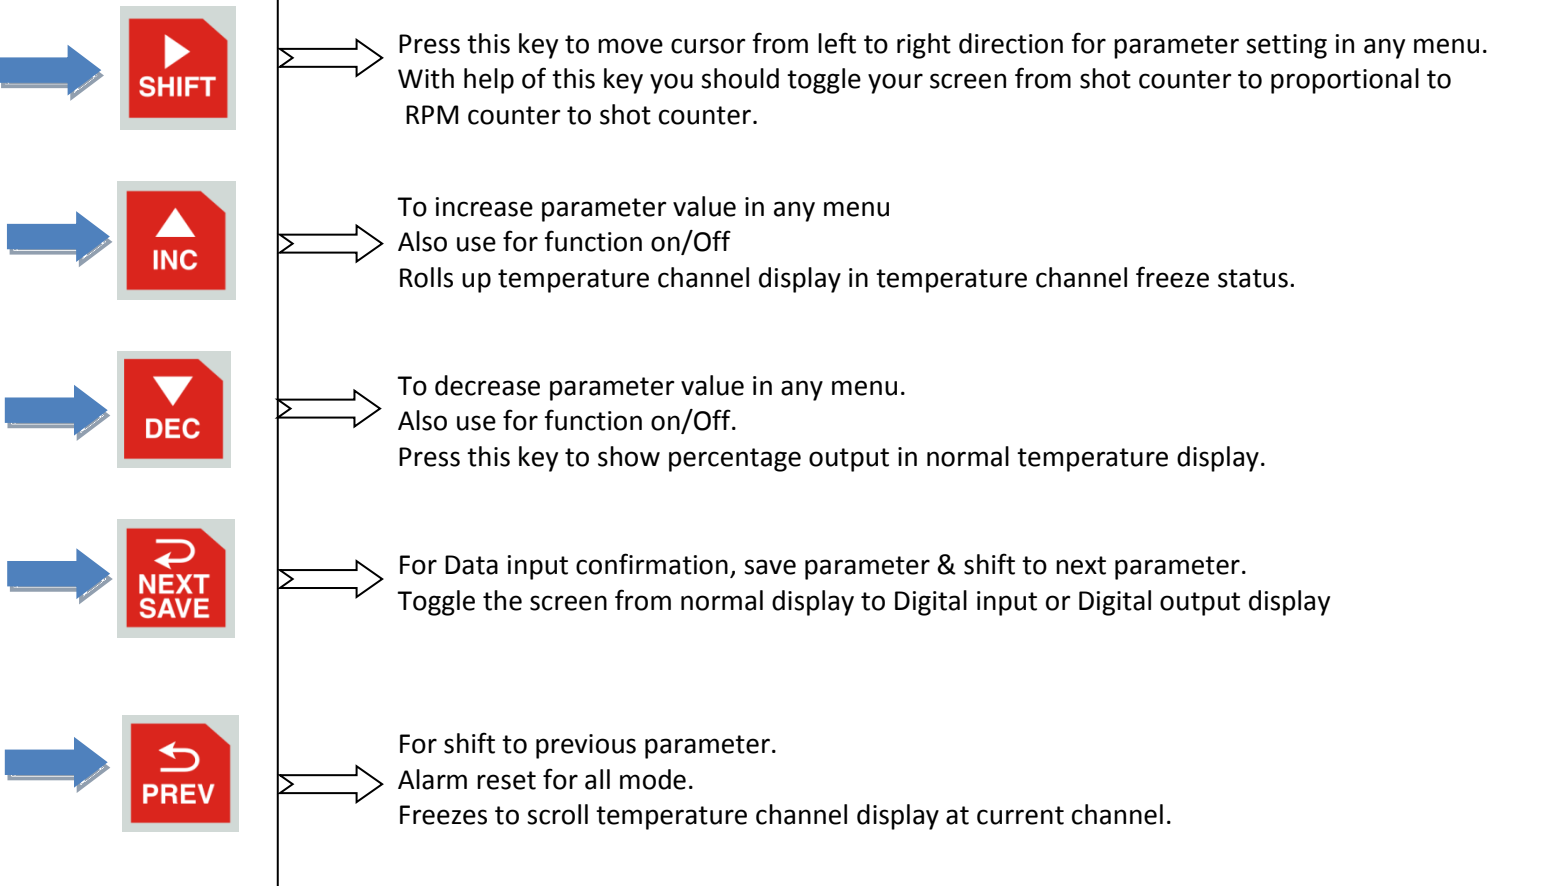 SHIFT
Press this key to move cursor from left to right direction for parameter setting in any menu.
With help of this key you should toggle your screen from shot counter to proportional to
RPM counter to shot counter.
INC
To increase parameter value in any menu
Also use for function on/Off
Rolls up temperature channel display in temperature channel freeze status.
DEC
To decrease parameter value in any menu.
Also use for function on/Off.
Press this key to show percentage output in normal temperature display.
NEXT
SAVE
For Data input confirmation, save parameter & shift to next parameter.
Toggle the screen from normal display to Digital input or Digital output display
PREV
For shift to previous parameter.
Alarm reset for all mode.
Freezes to scroll temperature channel display at current channel.